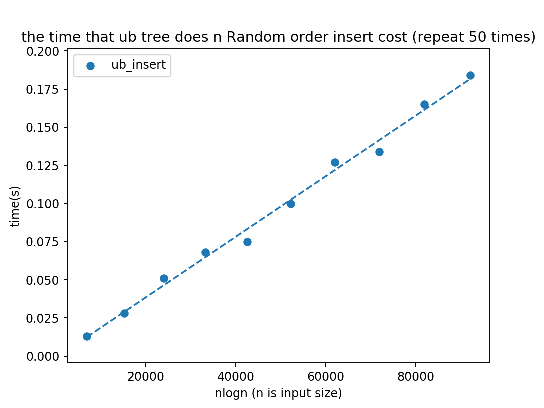 the time that ub tree does n Random order insert cost (repeat 50 times)
0.200
0.175
0.150
0.125
0.100
0.075
0.050
0.025
0.000
time(s)
ub_insert
20000 40000 60000 80000
nlogn (n is input size)